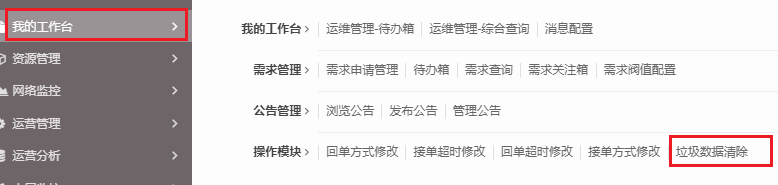 我的工作台
资源管理
网络监控
运营管理
运营分析
我的工作台 运维管理-待办箱 运维管理-综合查询 消息配置
需求管理 需求申请管理 待办箱 需求查询 需求关注箱 需求阀值配置
公告管理 浏览公告 发布公告 管理公告
操作模块 回单方式修改 接单超时修改 回单超时修改 接单方式修改 垃圾数据清除